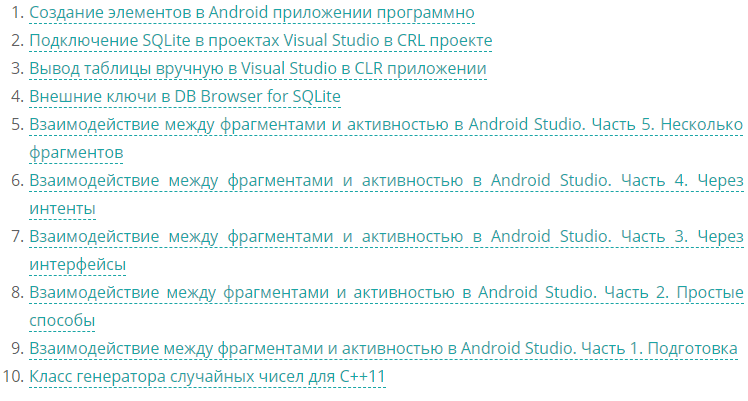 1. Создание элементов в Android приложении программно
2. Подключение SQLite в проектах Visual Studio в CRL проекте
3. Вывод таблицы вручную в Visual Studio в CLR приложении
4. Внешние ключи в DB Browser for SQLite
5. Взаимодействие между фрагментами и активностью в Android Studio. Часть 5. Несколько
фрагментов
6. Взаимодействие между фрагментами и активностью в Android Studio. Часть 4. Через
интенты
7. Взаимодействие между фрагментами и активностью в Android Studio. Часть 3. Через
интерфейсы
8. Взаимодействие между фрагментами и активностью в Android Studio. Часть 2. Простые
способы
9. Взаимодействие между фрагментами и активностью в Android Studio. Часть 1. Подготовка
10. Класс генератора случайных чисел для C++11